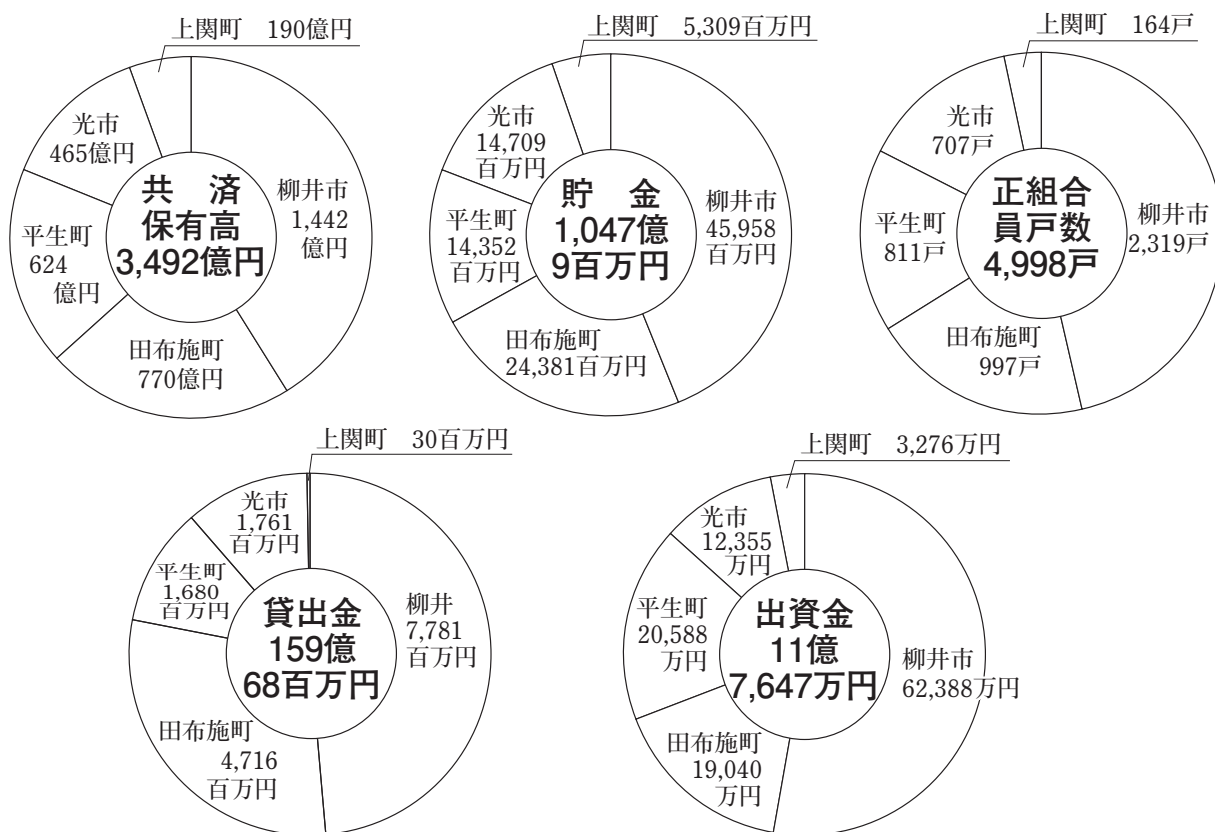 上関町　190億円
光市
465億円
平生町
624
億円
田布施町
770億円
柳井市
1,442
億円
共　済
保有高
3,492億円
上関町　5,309百万円
光市
14,709
百万円
平生町
14,352
百万円
田布施町
24,381百万円
柳井市
45,958
百万円
貯　金
1,047億
9百万円
上関町　164戸
光市
707戸
平生町
811戸
田布施町
997戸
柳井市
2,319戸
正組合
員戸数
4,998戸
上関町　30百万円
光市
1,761
百万円
平生町
1,680
百万円
田布施町
4,716
百万円
柳井
7,781
百万円
貸出金
159億
68百万円
上関町　3,276万円
光市
12,355
万円
平生町
20,588
万円
田布施町
19,040
万円
柳井市
62,388万円
出資金
11億
7,647万円